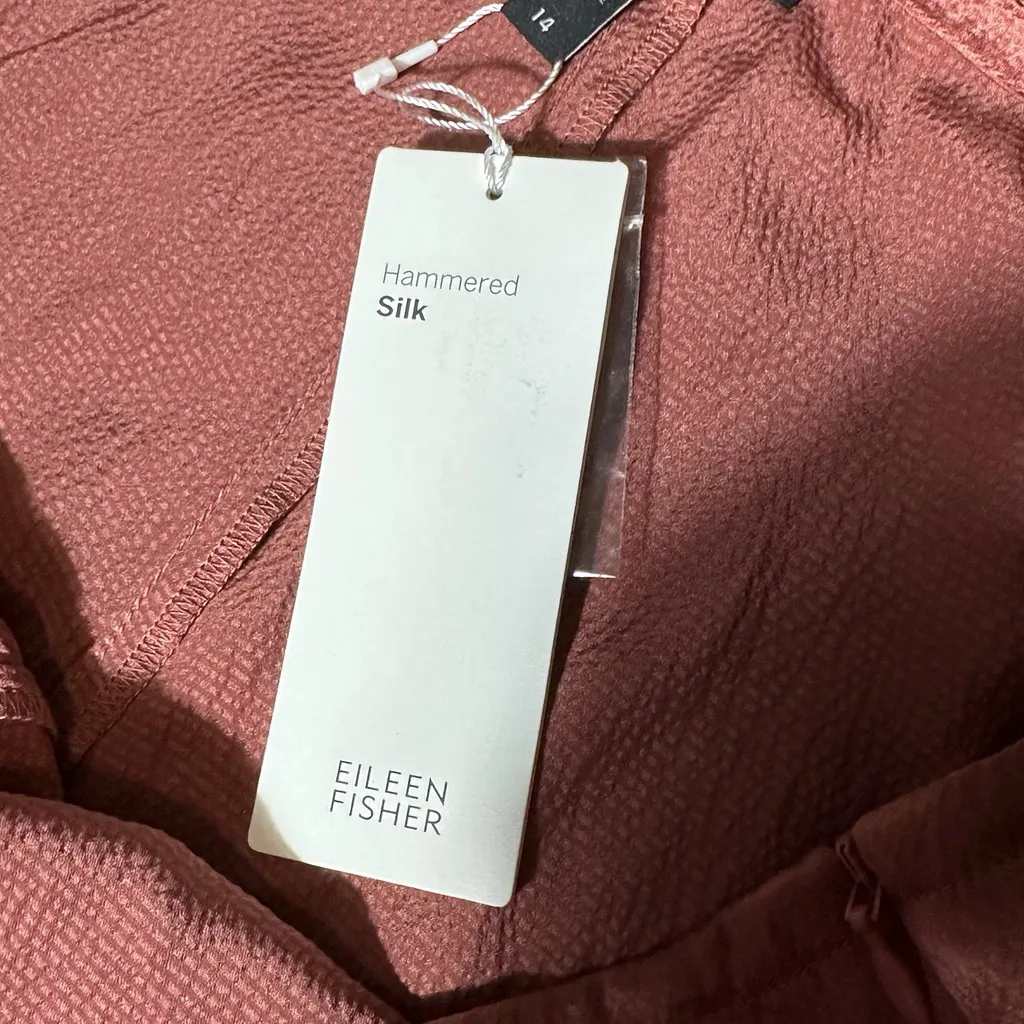 14
Hammered
Silk
EILEEN
FISHER